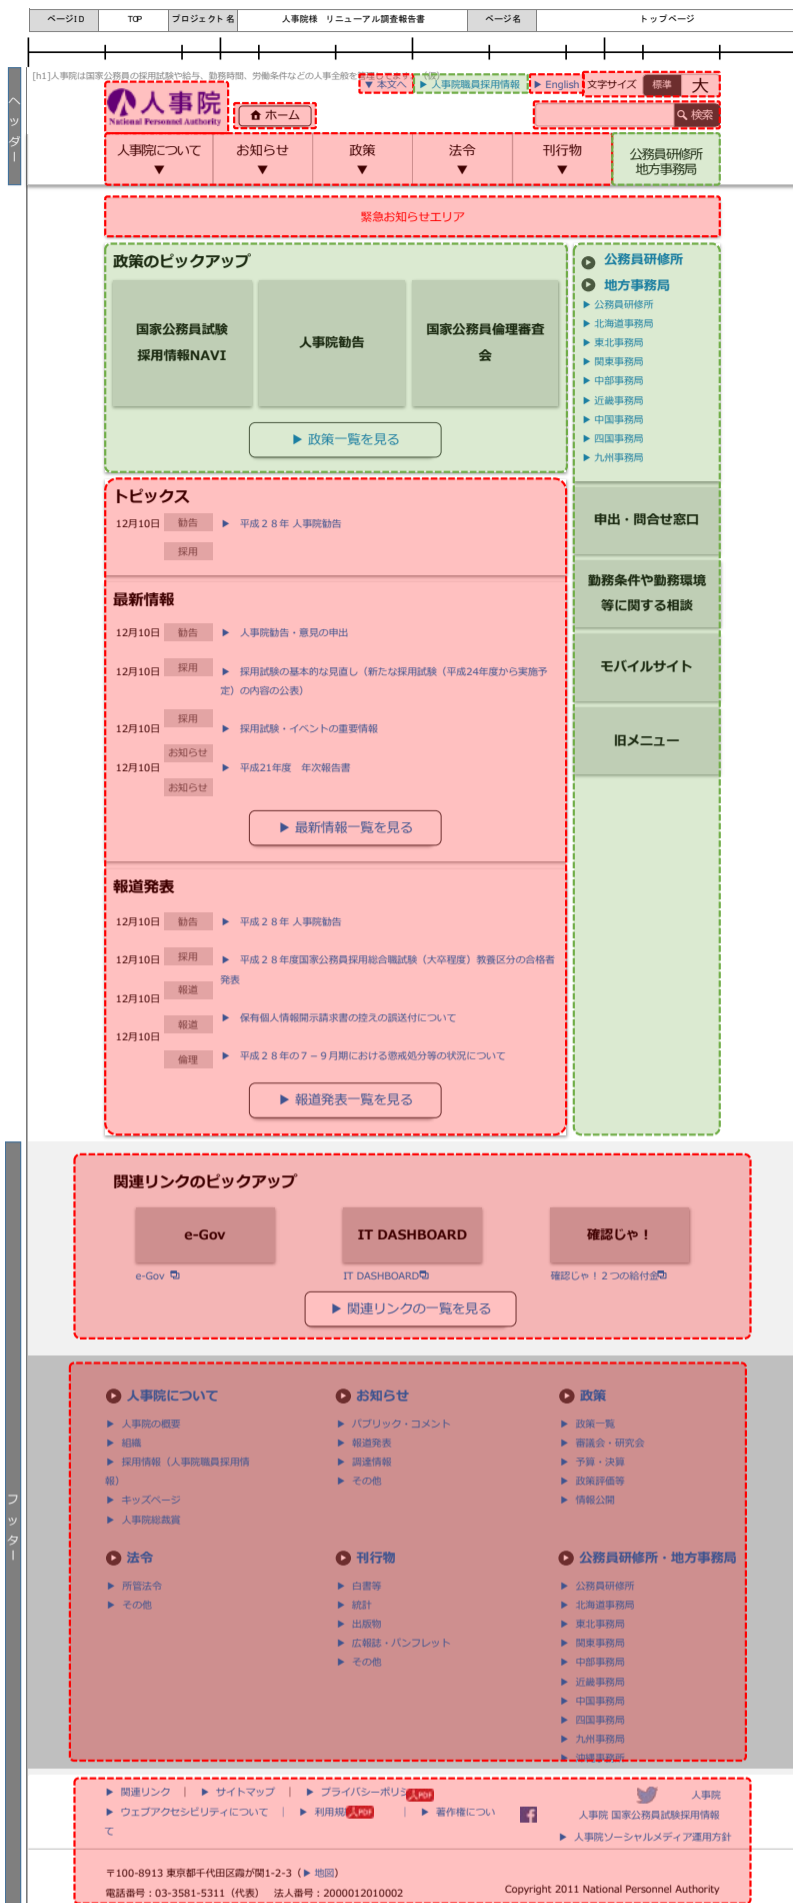 ページID TOP プロジェクト名 人事院様 リニューアル調査報告書 ページ名 トップページ
ヘッダー
[h1]人事院は国家公務員の採用試験や給与、勤務時間、労働条件などの人事全般を
▼ 本文へ
▶ 人事院職員採用情報
▶ English
文字サイズ 標準 大
人事院
National Personnel Authority
ホーム
検索
人事院について ▼
お知らせ ▼
政策 ▼
法令 ▼
刊行物 ▼
公務員研修所
地方事務局
緊急お知らせエリア
政策のピックアップ
国家公務員試験
採用情報NAVI
人事院勧告
国家公務員倫理審査
会
▶ 政策一覧を見る
公務員研修所
地方事務局
▶ 公務員研修所
▶ 北海道事務局
▶ 東北事務局
▶ 関東事務局
▶ 中部事務局
▶ 近畿事務局
▶ 中国事務局
▶ 四国事務局
▶ 九州事務局
申出・問合せ窓口
勤務条件や勤務環境
等に関する相談
モバイルサイト
旧メニュー
トピックス
12月10日 勧告 ▶ 平成28年 人事院勧告
採用
最新情報
12月10日 勧告 ▶ 人事院勧告・意見の申出
12月10日 採用 ▶ 採用試験の基本的な見直し（新たな採用試験（平成24年度から実施予
定）の内容の公表）
採用
12月10日 ▶ 採用試験・イベントの重要情報
お知らせ
12月10日 ▶ 平成21年度 年次報告書
お知らせ
▶ 最新情報一覧を見る
報道発表
12月10日 勧告 ▶ 平成28年 人事院勧告
12月10日 採用 ▶ 平成28年度国家公務員採用総合職試験（大卒程度）教養区分の合格者
発表
報道
12月10日
▶ 保有個人情報開示請求書の控えの誤送付について
報道
12月10日
倫理 ▶ 平成28年の7－9月期における懲戒処分等の状況について
▶ 報道発表一覧を見る
フッター
関連リンクのピックアップ
e-Gov
IT DASHBOARD
確認じゃ！
e-Gov
IT DASHBOARD
確認じゃ！2つの給付金
▶ 関連リンクの一覧を見る
人事院について
▶ 人事院の概要
▶ 組織
▶ 採用情報（人事院職員採用情
報）
▶ キッズページ
▶ 人事院総裁賞
お知らせ
▶ パブリック・コメント
▶ 報道発表
▶ 調達情報
▶ その他
政策
▶ 政策一覧
▶ 審議会・研究会
▶ 予算・決算
▶ 政策評価等
▶ 情報公開
法令
▶ 所管法令
▶ その他
刊行物
▶ 白書等
▶ 統計
▶ 出版物
▶ 広報誌・パンフレット
▶ その他
公務員研修所・地方事務局
▶ 公務員研修所
▶ 北海道事務局
▶ 東北事務局
▶ 関東事務局
▶ 中部事務局
▶ 近畿事務局
▶ 中国事務局
▶ 四国事務局
▶ 九州事務局
▶ 沖縄事務所
▶ 関連リンク | ▶ サイトマップ | ▶ プライバシーポリシ PDF
▶ ウェブアクセシビリティについて | ▶ 利用規 PDF | ▶ 著作権につい
て
人事院
人事院 国家公務員試験採用情報
▶ 人事院ソーシャルメディア運用方針
〒100-8913 東京都千代田区霞が関1-2-3（▶ 地図）
電話番号：03-3581-5311（代表） 法人番号：2000012010002
Copyright 2011 National Personnel Authority